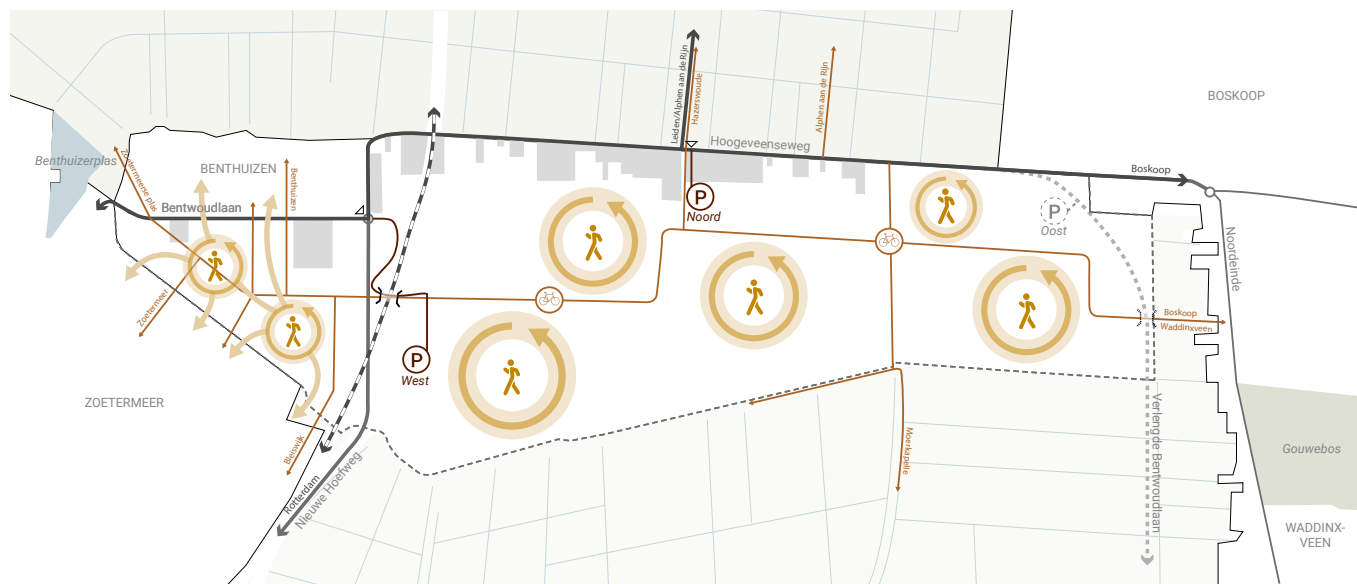 BOSKOOP
Leiden/Alphen aan de Rijn
Hazerswoude
Alphen aan de Rijn
Hoogeveenseweg
Benthuizerplas
Zoetermeerse plas
BENTHUIZEN
Benthuizen
Boskoop
Bentwoudlaan
P
Noord
P
Oost
Noordeinde
Zoetermeer
Boskoop
Waddinxveen
P
West
ZOETERMEER
Bleiswijk
Moerkapelle
Verlengde Bentwoudlaan
Gouwebos
Rotterdam
Nieuwe Hoefweg
WADDINX-
VEEN